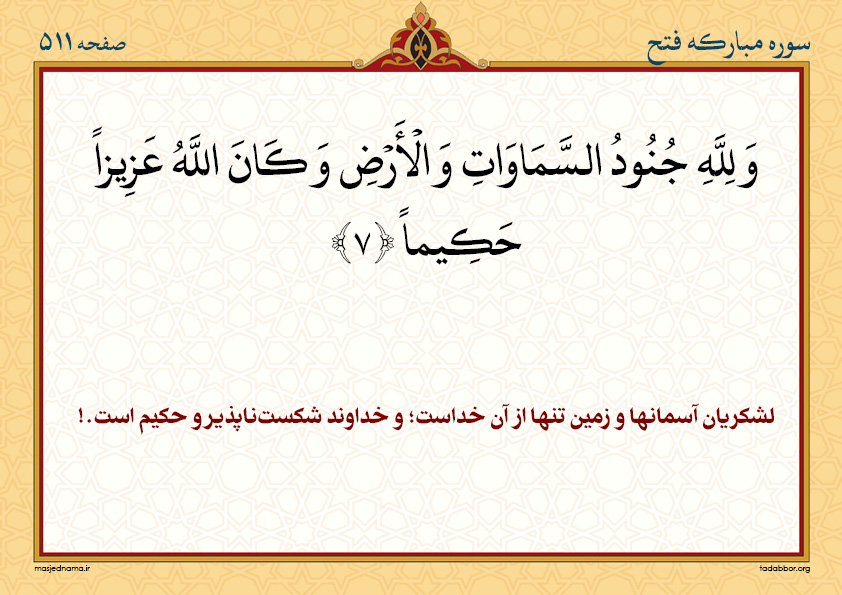 سوره مبارکه فتح
صفحه ۵۱۱
وَ لِلَّهِ جُنُودُ السَّمَاوَاتِ وَ الْأَرْضِ وَ كَانَ اللَّهُ عَزِيزاً
حَكِيماً ﴿۷﴾
لشکریان آسمانها و زمین تنها از آن خداست؛ و خداوند شکست‌ناپذیر و حکیم است.!
masjednama.ir
tadabbor.org